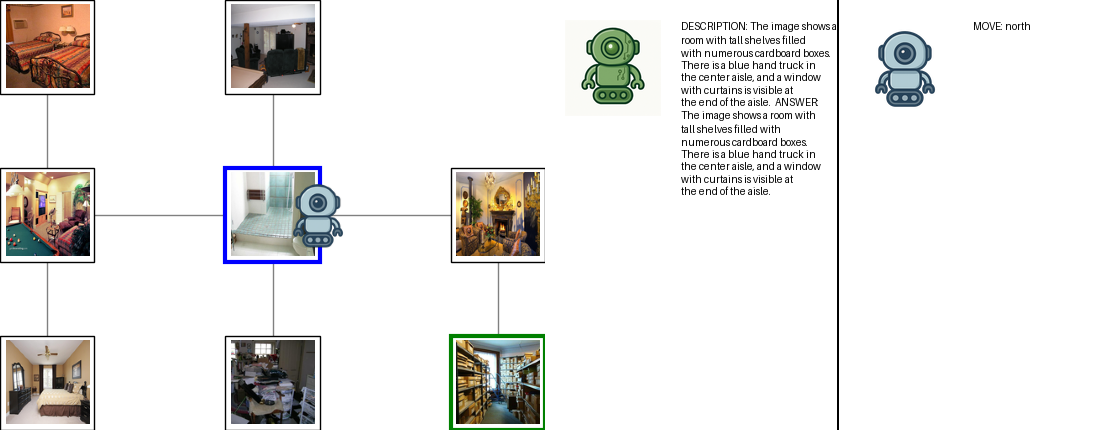 DESCRIPTION: The image shows a
room with tall shelves filled
with numerous cardboard boxes.
There is a blue hand truck in
the center aisle, and a window
with curtains is visible at
the end of the aisle. ANSWER:
The image shows a room with
tall shelves filled with
numerous cardboard boxes.
There is a blue hand truck in
the center aisle, and a window
with curtains is visible at
the end of the aisle.
MOVE: north